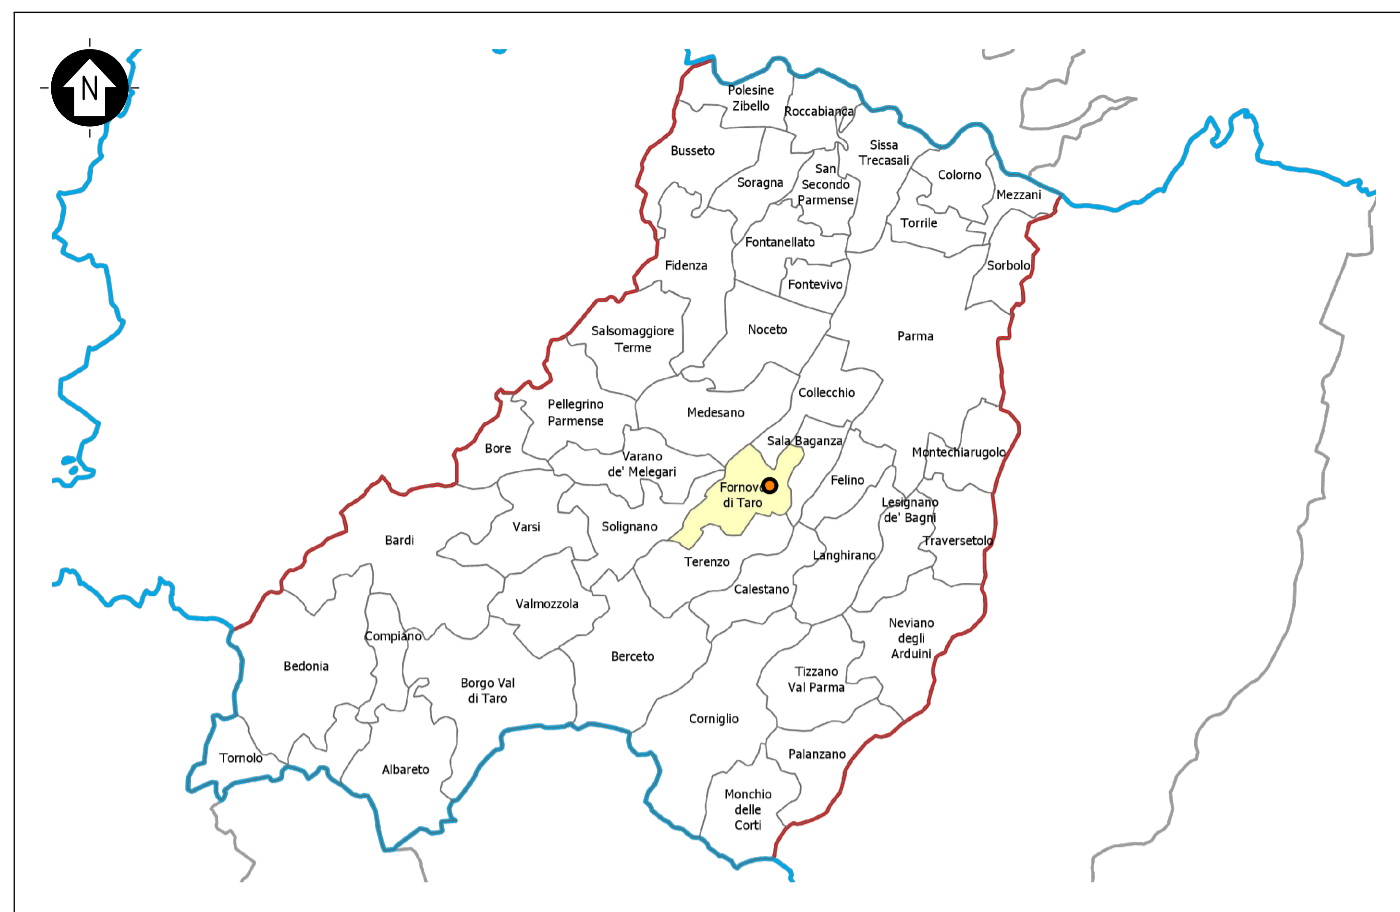 N
Polesine
Zibello
Roccabianca
Busseto
Sissa
Trecasali
Soragna
San
Secondo
Parmense
Colorno
Mezzani
Torrile
Fontanellato
Fidenza
Sorbolo
Fontevivo
Salsomaggiore
Terme
Noceto
Parma
Collecchio
Pellegrino
Parmense
Medesano
Bore
Sala Baganza
Varano
de' Melegari
Montechiarugolo
Fornovo
di Taro
Felino
Lesignano
de' Bagni
Bardi
Varsi
Solignano
Traversetolo
Terenzo
Langhirano
Calestano
Valmozzola
Compiano
Neviano
degli
Arduini
Bedonia
Berceto
Tizzano
Val Parma
Borgo Val
di Taro
Corniglio
Tornolo
Albareto
Palanzano
Monchio
delle
Corti